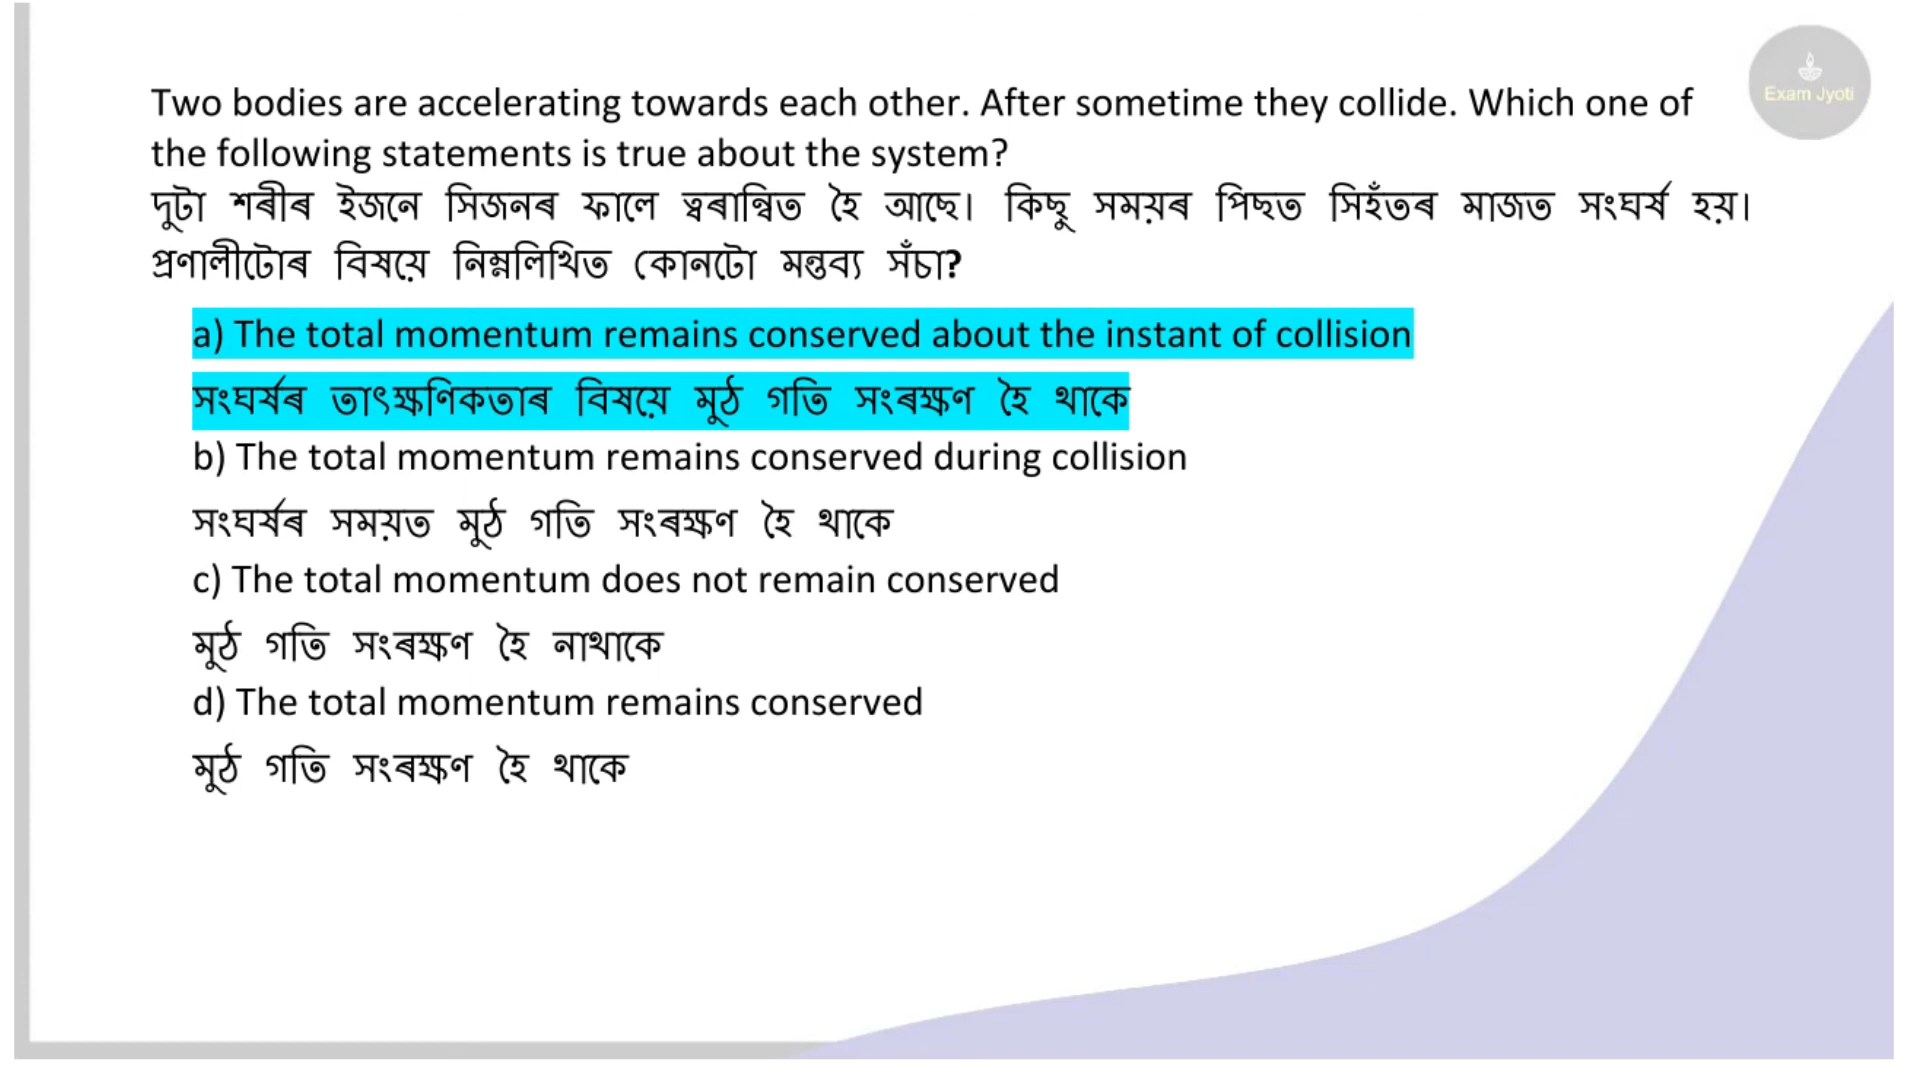 Exam Jyoti
Two bodies are accelerating towards each other. After sometime they collide. Which one of
the following statements is true about the system?
দুটা শৰীৰ ইজনে সিজনৰ ফালে ত্বৰান্বিত হৈ আছে। কিছু সময়ৰ পিছত সিহঁতৰ মাজত সংঘৰ্ষ হয়।
প্ৰণালীটোৰ বিষয়ে নিম্নলিখিত কোনটো মন্তব্য সঁচা?
a) The total momentum remains conserved about the instant of collision
সংঘৰ্ষৰ তাৎক্ষণিকতাৰ বিষয়ে মুঠ গতি সংৰক্ষণ হৈ থাকে
b) The total momentum remains conserved during collision
সংঘৰ্ষৰ সময়ত মুঠ গতি সংৰক্ষণ হৈ থাকে
c) The total momentum does not remain conserved
মুঠ গতি সংৰক্ষণ হৈ নাথাকে
d) The total momentum remains conserved
মুঠ গতি সংৰক্ষণ হৈ থাকে